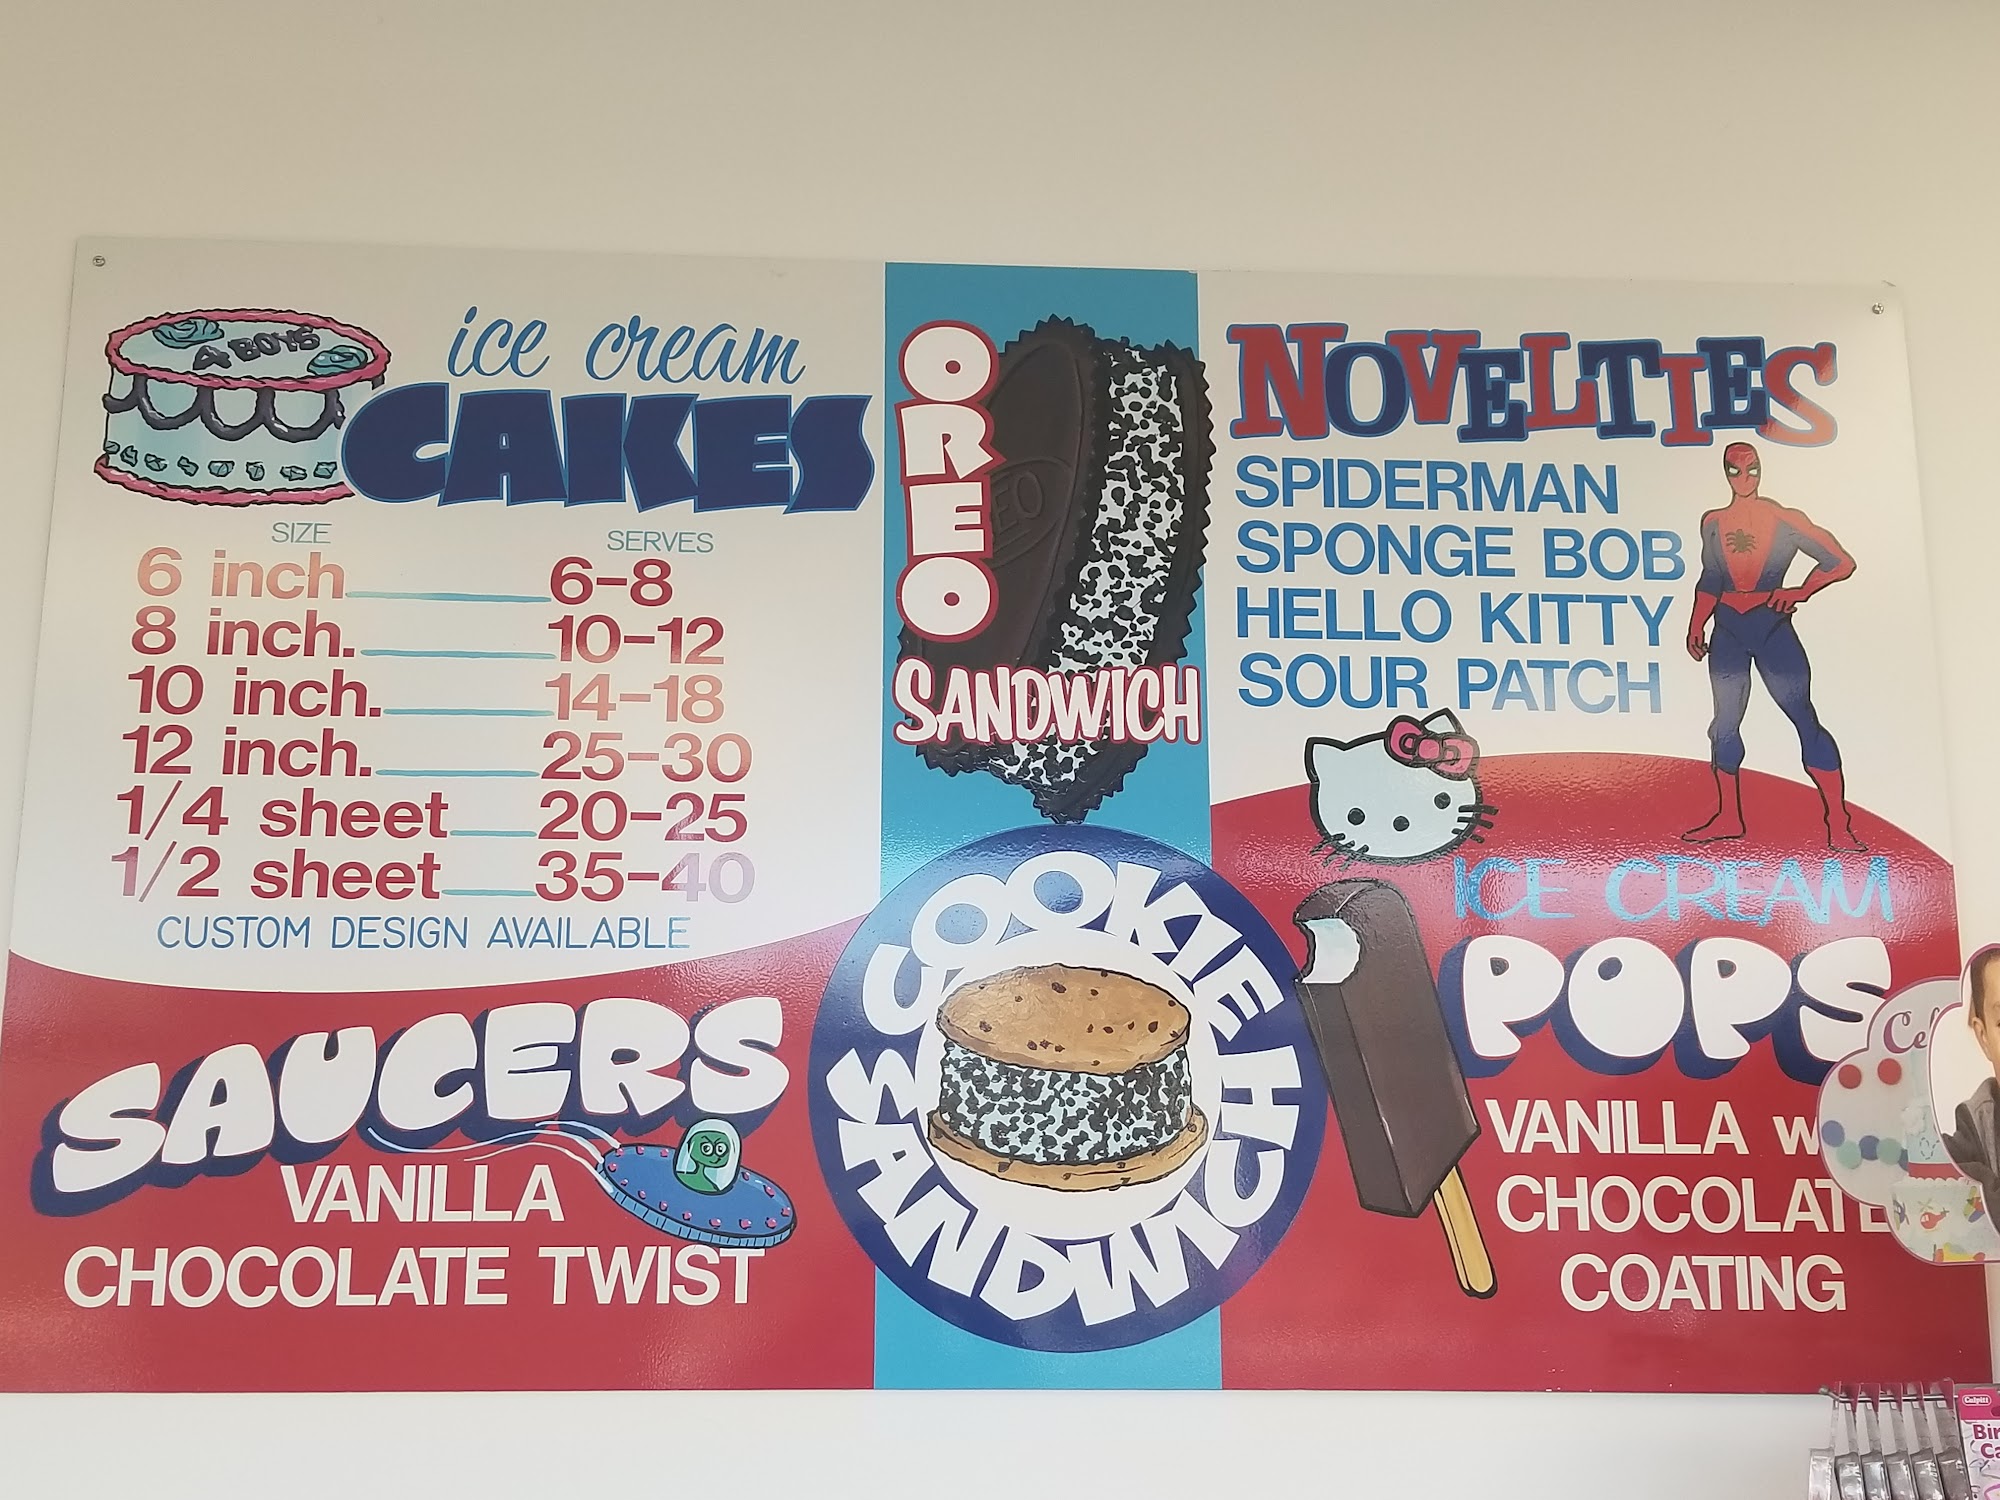 4 BOYS
ice cream
CAKES
SIZE SERVES
6 inch 6-8
8 inch. 10-12
10 inch. 14-18
12 inch. 25-30
1/4 sheet 20-25
1/2 sheet 35-40
CUSTOM DESIGN AVAILABLE
SAUCERS
VANILLA
CHOCOLATE TWIST
OREO
SANDWICH
COOKIE
SANDWICH
NOVELTIES
SPIDERMAN
SPONGE BOB
HELLO KITTY
SOUR PATCH
ICE CREAM
POPS
VANILLA
CHOCOLATE
COATING
Culpitt